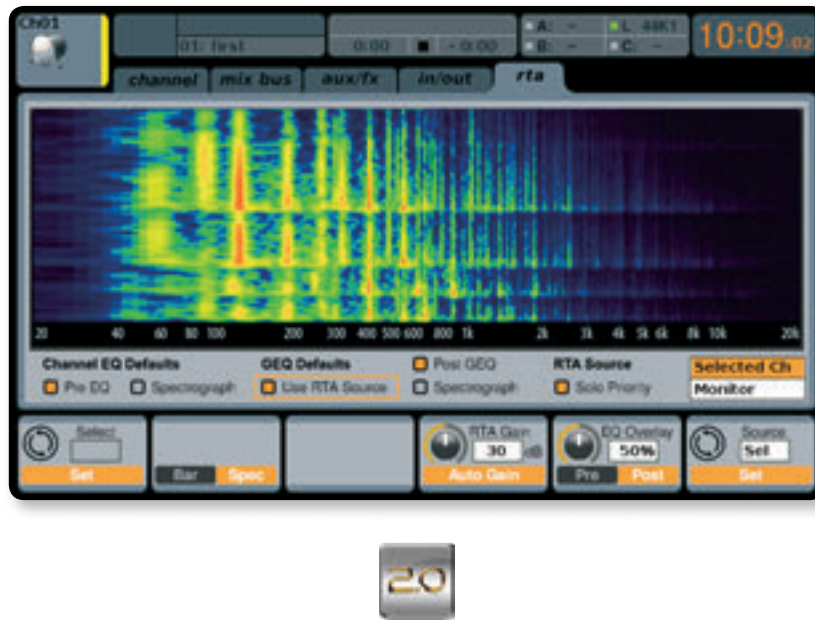 Ch01
A: - L 44K1
01: first 0:00 - 0:00 B: - C: - 10:09:02
channel mix bus aux/fx in/out rta
20 40 60 80 100 200 300 400 500 600 800 1k 2k 3k 4k 5k 6k 8k 10k 20k
Channel EQ Defaults GEQ Defaults Post GEQ RTA Source Selected Ch
Pre EQ Spectrograph Use RTA Source Spectrograph Solo Priority Monitor
Select RTA Gain EQ Overlay Source
30 dB 50% Sel
Set Bar Spec Auto Gain Pre Post Set
2.0